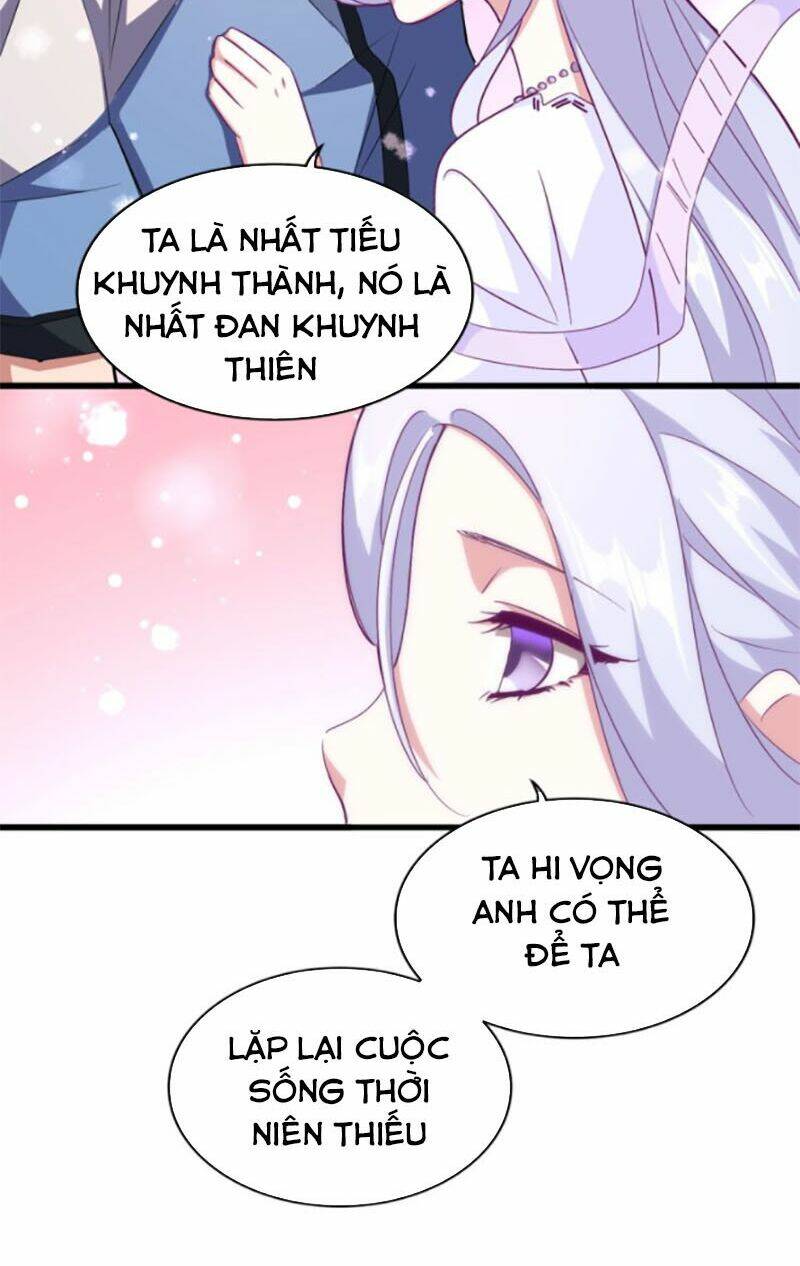 TA LÀ NHẤT TIẾU
KHUYNH THÀNH, NÓ LÀ
NHẤT ĐAN KHUYNH
THIÊN
TA HI VỌNG
ANH CÓ THỂ
ĐỂ TA
LẶP LẠI CUỘC
SỐNG THỜI
NIÊN THIẾU